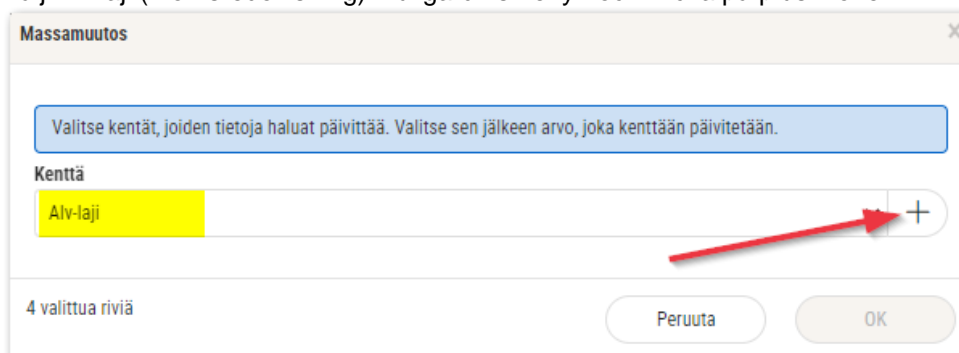 Massamuutos
Valitse kentät, joiden tietoja haluat päivittää. Valitse sen jälkeen arvo, joka kenttään päivitetään.
Kenttä
Alv-laji
4 valittua riviä
Peruuta
OK